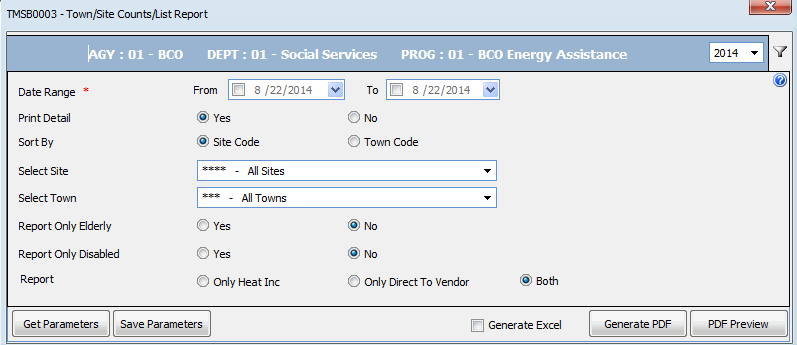 TMSB0003 - Town/Site Counts/List Report
AGY : 01 - BCO DEPT : 01 - Social Services PROG : 01 - BCO Energy Assistance 2014
Date Range * From 8 /22/2014 To 8 /22/2014
Print Detail Yes No
Sort By Site Code Town Code
Select Site **** - All Sites
Select Town *** - All Towns
Report Only Elderly Yes No
Report Only Disabled Yes No
Report Only Heat Inc Only Direct To Vendor Both
Get Parameters Save Parameters Generate Excel Generate PDF PDF Preview